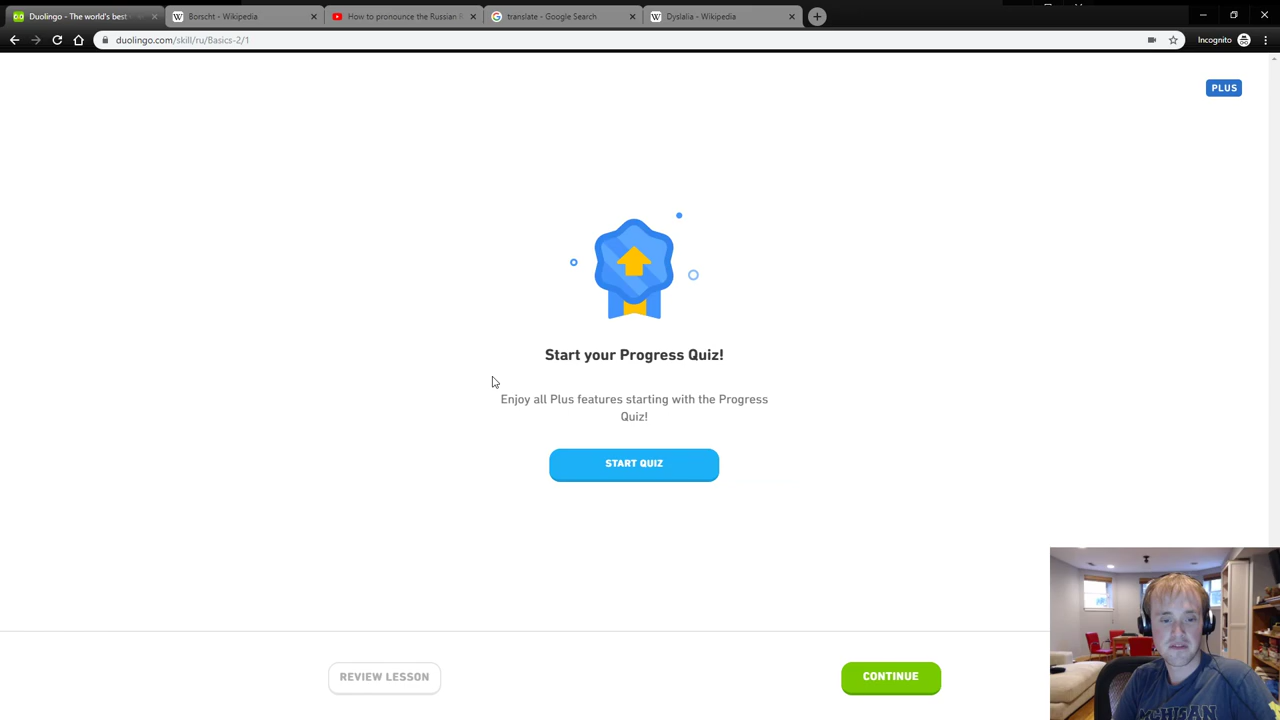 Duolingo - The world's best
Borscht - Wikipedia
How to pronounce the Russian
translate - Google Search
Dyslalia - Wikipedia
duolingo.com/skill/ru/Basics-2/1
Incognito
PLUS
Start your Progress Quiz!
Enjoy all Plus features starting with the Progress
Quiz!
START QUIZ
REVIEW LESSON
CONTINUE